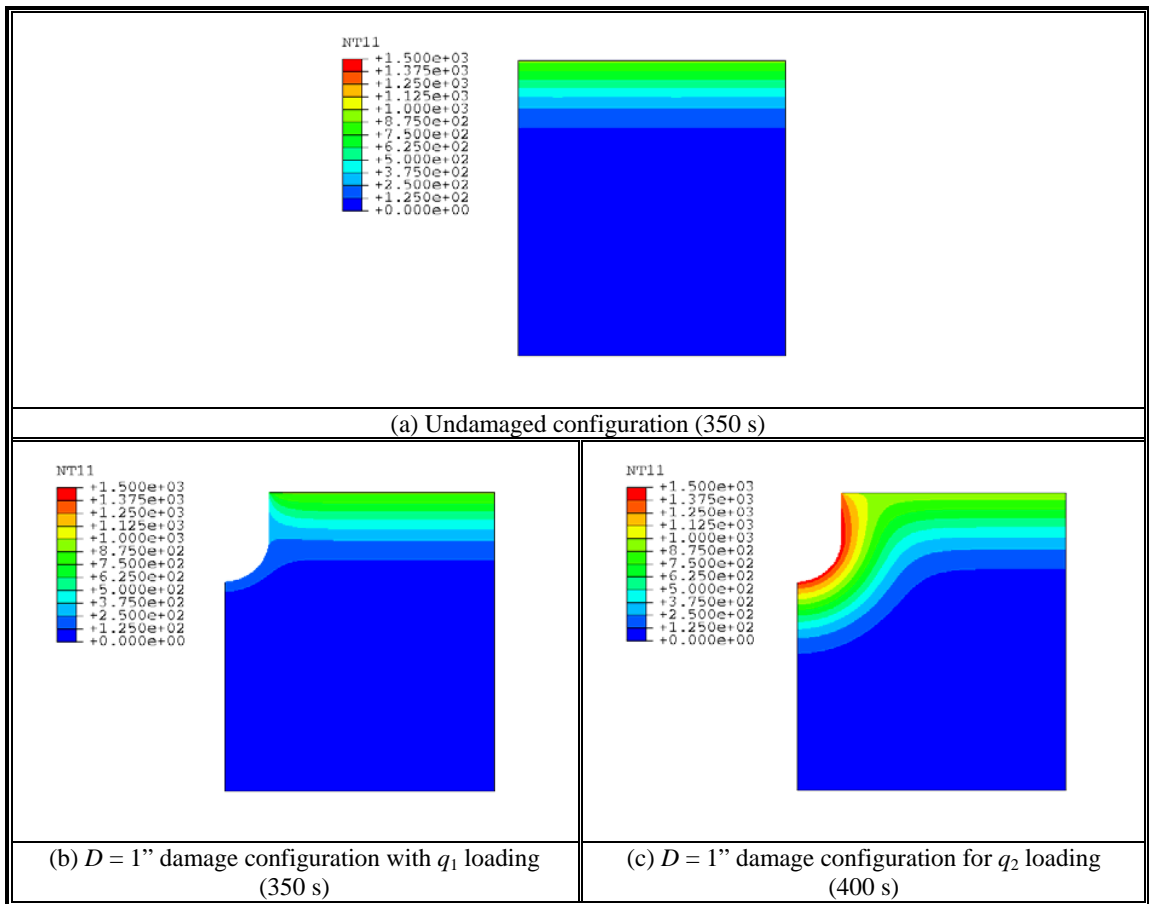 NT11
+1.500e+03
+1.375e+03
+1.250e+03
+1.125e+03
+1.000e+03
+8.750e+02
+7.500e+02
+6.250e+02
+5.000e+02
+3.750e+02
+2.500e+02
+1.250e+02
+0.000e+00
(a) Undamaged configuration (350 s)
NT11
+1.500e+03
+1.375e+03
+1.250e+03
+1.125e+03
+1.000e+03
+8.750e+02
+7.500e+02
+6.250e+02
+5.000e+02
+3.750e+02
+2.500e+02
+1.250e+02
+0.000e+00
(b) D = 1” damage configuration with q1 loading
(350 s)
NT11
+1.500e+03
+1.375e+03
+1.250e+03
+1.125e+03
+1.000e+03
+8.750e+02
+7.500e+02
+6.250e+02
+5.000e+02
+3.750e+02
+2.500e+02
+1.250e+02
+0.000e+00
(c) D = 1” damage configuration for q2 loading
(400 s)